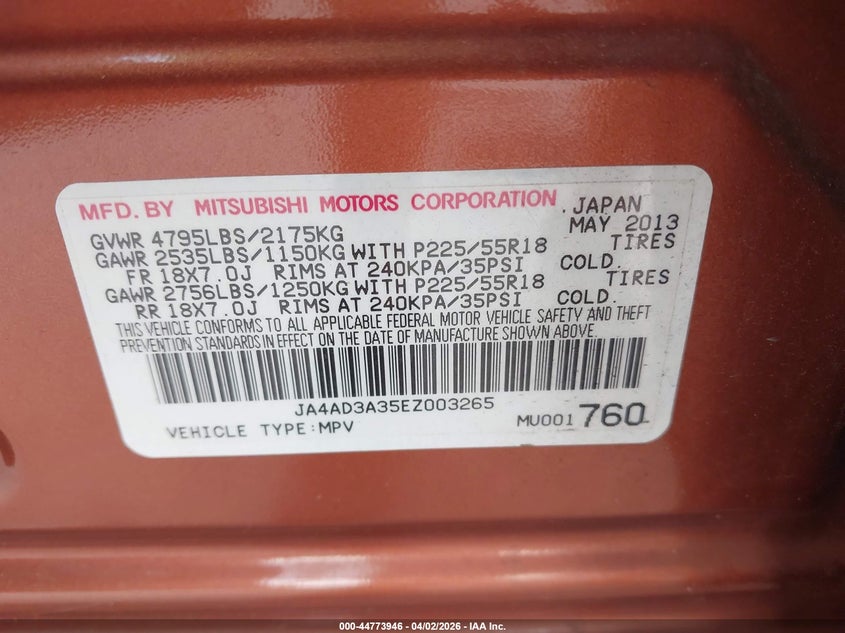 MFD. BY MITSUBISHI MOTORS CORPORATION, JAPAN
GVWR 4795LBS/2175KG MAY 2013
GAWR 2535LBS/1150KG WITH P225/55R18 TIRES
FR 18X7.0J RIMS AT 240KPA/35PSI COLD.
GAWR 2756LBS/1250KG WITH P225/55R18 TIRES
RR 18X7.0J RIMS AT 240KPA/35PSI COLD.
THIS VEHICLE CONFORMS TO ALL APPLICABLE FEDERAL MOTOR VEHICLE SAFETY AND THEFT
PREVENTION STANDARDS IN EFFECT ON THE DATE OF MANUFACTURE SHOWN ABOVE.
JA4AD3A35EZ003265
VEHICLE TYPE:MPV MU001760
000-44773946 - 04/02/2026 - IAA Inc.